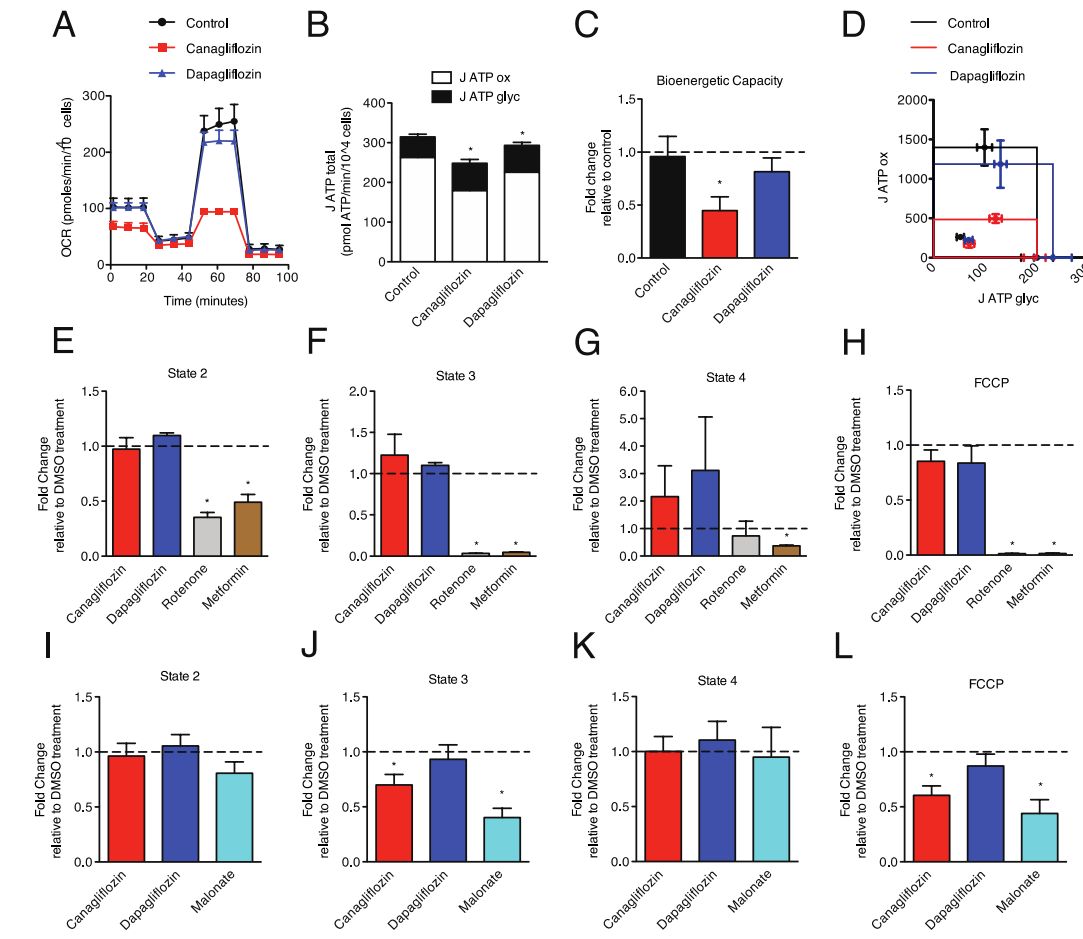 A
Control
Canagliflozin
Dapagliflozin
300
200
100
0
OCR (pmoles/min/10^4 cells)
0 20 40 60 80 100
Time (minutes)
B
J ATP ox
J ATP glyc
400
300
200
100
0
J ATP total
(pmol ATP/min/10^4 cells)
* *
Control Canagliflozin Dapagliflozin
C
Bioenergetic Capacity
1.5
1.0
0.5
0.0
Fold change
relative to control
*
Control Canagliflozin Dapagliflozin
D
Control
Canagliflozin
Dapagliflozin
2000
1500
1000
500
0
J ATP ox
0 100 200 300
J ATP glyc
E
State 2
1.5
1.0
0.5
0.0
Fold Change
relative to DMSO treatment
* *
Canagliflozin Dapagliflozin Rotenone Metformin
F
State 3
2.0
1.5
1.0
0.5
0.0
Fold Change
relative to DMSO treatment
* *
Canagliflozin Dapagliflozin Rotenone Metformin
G
State 4
6.0
5.0
4.0
3.0
2.0
1.0
0.0
Fold Change
relative to DMSO treatment
*
Canagliflozin Dapagliflozin Rotenone Metformin
H
FCCP
1.5
1.0
0.5
0.0
Fold Change
relative to DMSO treatment
* *
Canagliflozin Dapagliflozin Rotenone Metformin
I
State 2
1.5
1.0
0.5
0.0
Fold Change
relative to DMSO treatment
Canagliflozin Dapagliflozin Malonate
J
State 3
1.5
1.0
0.5
0.0
Fold Change
relative to DMSO treatment
* *
Canagliflozin Dapagliflozin Malonate
K
State 4
1.5
1.0
0.5
0.0
Fold Change
relative to DMSO treatment
Canagliflozin Dapagliflozin Malonate
L
FCCP
1.5
1.0
0.5
0.0
Fold Change
relative to DMSO treatment
* *
Canagliflozin Dapagliflozin Malonate